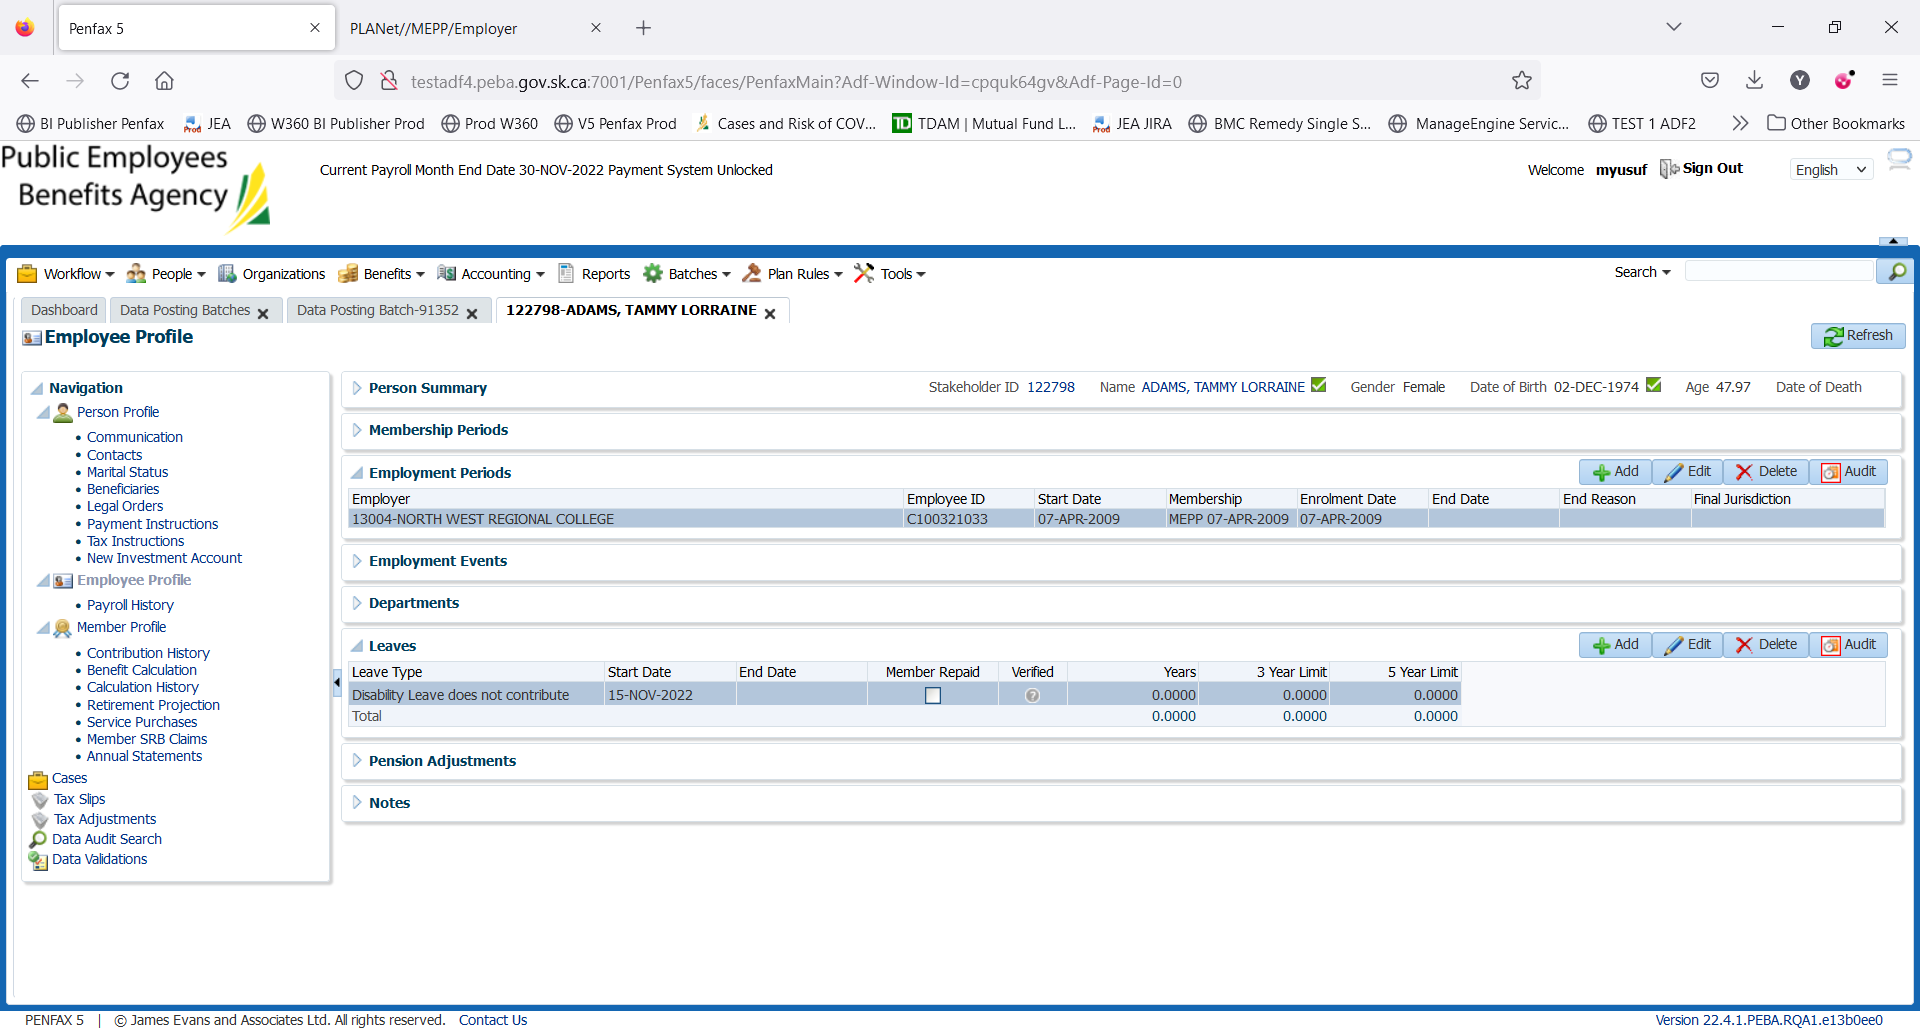 Penfax 5
PLANet//MEPP/Employer
testadf4.peba.gov.sk.ca:7001/Penfax5/faces/PenfaxMain?Adf-Window-Id=cpquk64gv&Adf-Page-Id=0
Y
BI Publisher Penfax JEA W360 BI Publisher Prod Prod W360 V5 Penfax Prod Cases and Risk of COV... TDAM | Mutual Fund L... JEA JIRA BMC Remedy Single S... ManageEngine Servic... TEST 1 ADF2 Other Bookmarks
Public Employees
Benefits Agency
Current Payroll Month End Date 30-NOV-2022 Payment System Unlocked
Welcome myusuf Sign Out English
Workflow People Organizations Benefits Accounting Reports Batches Plan Rules Tools Search
Dashboard Data Posting Batches Data Posting Batch-91352 122798-ADAMS, TAMMY LORRAINE
Employee Profile Refresh
Navigation
Person Profile
Communication
Contacts
Marital Status
Beneficiaries
Legal Orders
Payment Instructions
Tax Instructions
New Investment Account
Employee Profile
Payroll History
Member Profile
Contribution History
Benefit Calculation
Calculation History
Retirement Projection
Service Purchases
Member SRB Claims
Annual Statements
Cases
Tax Slips
Tax Adjustments
Data Audit Search
Data Validations
Person Summary Stakeholder ID 122798 Name ADAMS, TAMMY LORRAINE Gender Female Date of Birth 02-DEC-1974 Age 47.97 Date of Death
Membership Periods
Employment Periods Add Edit Delete Audit
Employer Employee ID Start Date Membership Enrolment Date End Date End Reason Final Jurisdiction
13004-NORTH WEST REGIONAL COLLEGE C100321033 07-APR-2009 MEPP 07-APR-2009 07-APR-2009
Employment Events
Departments
Leaves Add Edit Delete Audit
Leave Type Start Date End Date Member Repaid Verified Years 3 Year Limit 5 Year Limit
Disability Leave does not contribute 15-NOV-2022 0.0000 0.0000 0.0000
Total 0.0000 0.0000 0.0000
Pension Adjustments
Notes
PENFAX 5 | © James Evans and Associates Ltd. All rights reserved. Contact Us Version 22.4.1.PEBA.RQA1.e13b0ee0